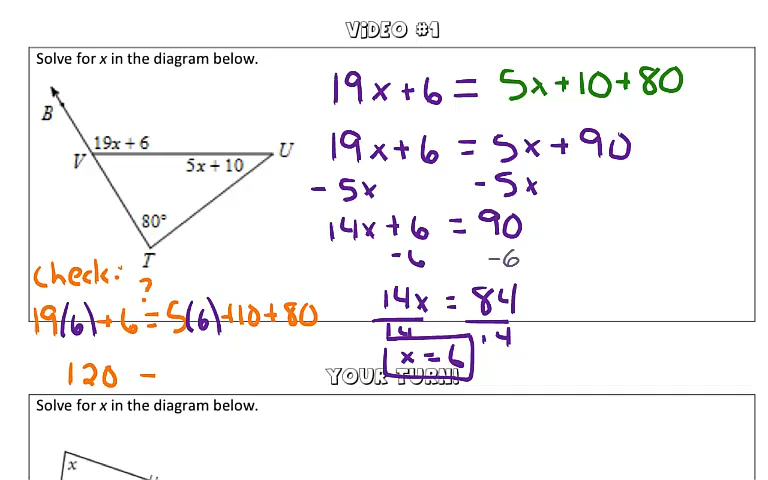 ViDEO #1
Solve for x in the diagram below.
B
19x + 6
V
U
5x + 10
80°
T
19x + 6 = 5x + 10 + 80
19x + 6 = 5x + 90
- 5x - 5x
14x + 6 = 90
- 6 - 6
14x = 84
14 14
x = 6
Check:
?
19(6) + 6 = 5(6) + 10 + 80
120 =
YOUR TURN!
Solve for x in the diagram below.
x